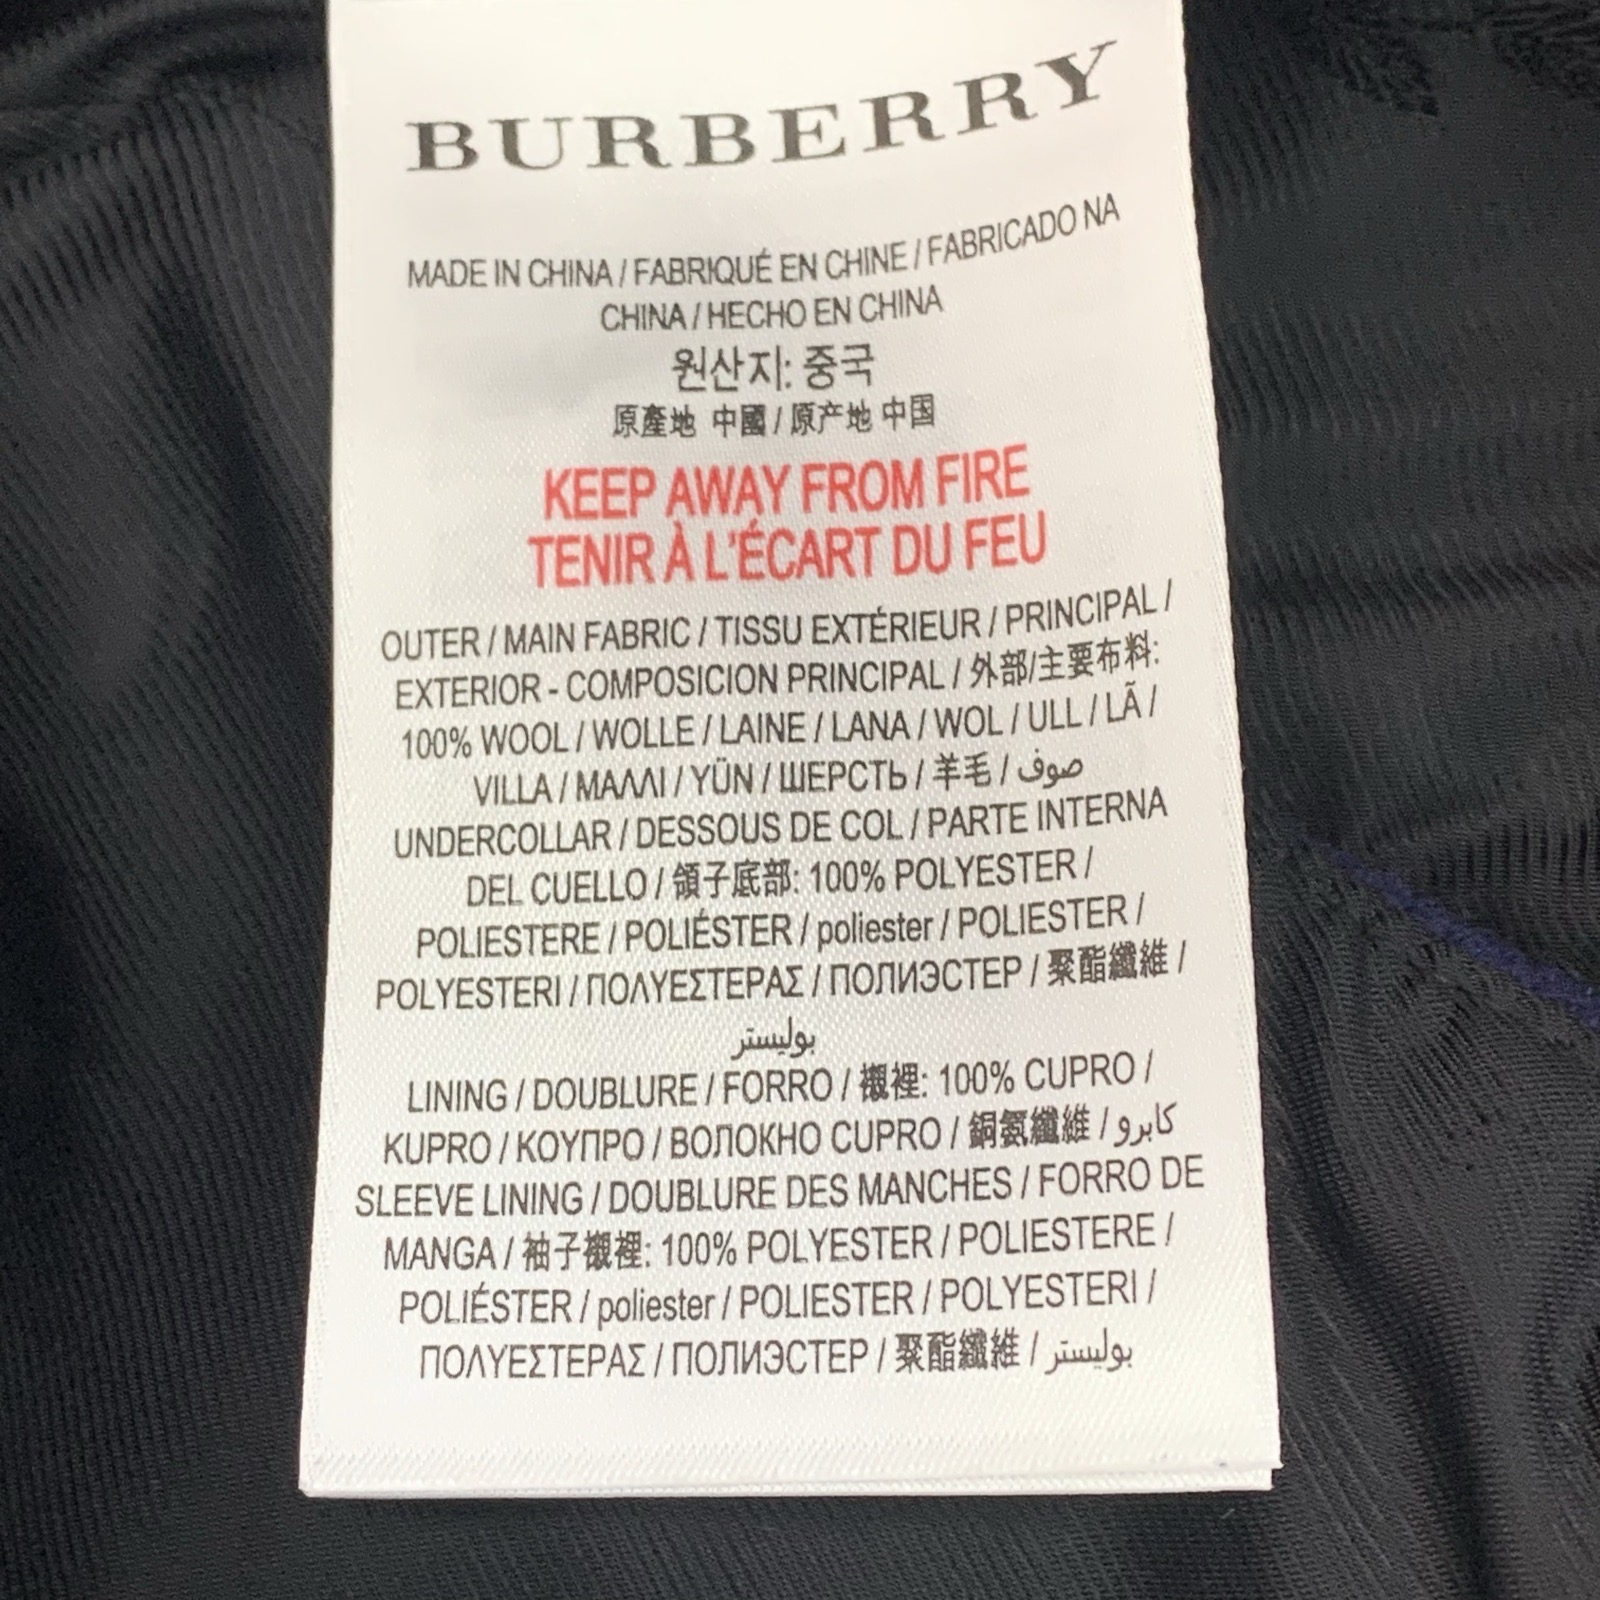 BURBERRY
MADE IN CHINA / FABRIQUÉ EN CHINE / FABRICADO NA
CHINA / HECHO EN CHINA
원산지: 중국
原產地 中國 / 原产地 中国
KEEP AWAY FROM FIRE
TENIR À L'ÉCART DU FEU
OUTER / MAIN FABRIC / TISSU EXTÉRIEUR / PRINCIPAL /
EXTERIOR - COMPOSICION PRINCIPAL / 外部/主要布料:
100% WOOL / WOLLE / LAINE / LANA / WOL / ULL / LÃ /
VILLA / ΜΑΛΛΙ / YÜN / ШЕРСТЬ / 羊毛 / صوف
UNDERCOLLAR / DESSOUS DE COL / PARTE INTERNA
DEL CUELLO / 領子底部: 100% POLYESTER /
POLIESTERE / POLIÉSTER / poliester / POLIESTER /
POLYESTERI / ΠΟΛΥΕΣΤΕΡΑΣ / ПОЛИЭСТЕР / 聚酯纖維 /
بوليستر
LINING / DOUBLURE / FORRO / 襯裡: 100% CUPRO /
KUPRO / ΚΟΥΠΡΟ / ВОЛОКНО CUPRO / 銅氨纖維 / كابرو
SLEEVE LINING / DOUBLURE DES MANCHES / FORRO DE
MANGA / 袖子襯裡: 100% POLYESTER / POLIESTERE /
POLIÉSTER / poliester / POLIESTER / POLYESTERI /
ΠΟΛΥΕΣΤΕΡΑΣ / ПОЛИЭСТЕР / 聚酯纖維 / بوليستر